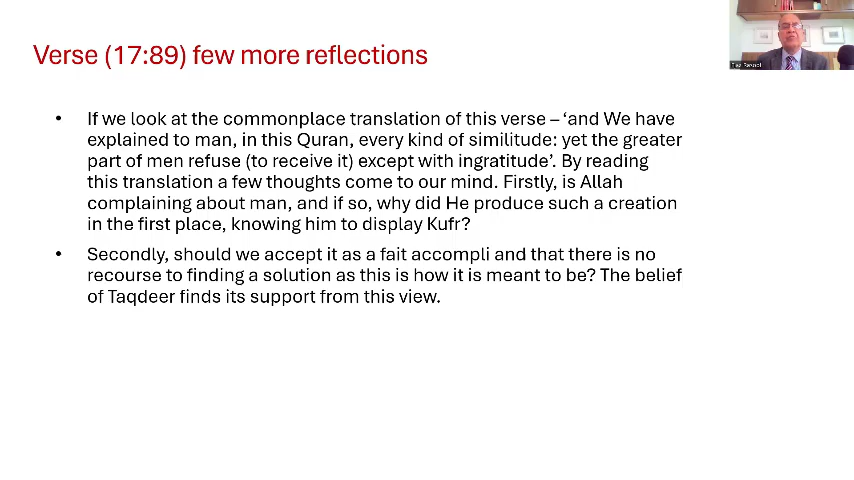 Verse (17:89) few more reflections
• If we look at the commonplace translation of this verse – ‘and We have
explained to man, in this Quran, every kind of similitude: yet the greater
part of men refuse (to receive it) except with ingratitude’. By reading
this translation a few thoughts come to our mind. Firstly, is Allah
complaining about man, and if so, why did He produce such a creation
in the first place, knowing him to display Kufr?
• Secondly, should we accept it as a fait accompli and that there is no
recourse to finding a solution as this is how it is meant to be? The belief
of Taqdeer finds its support from this view.